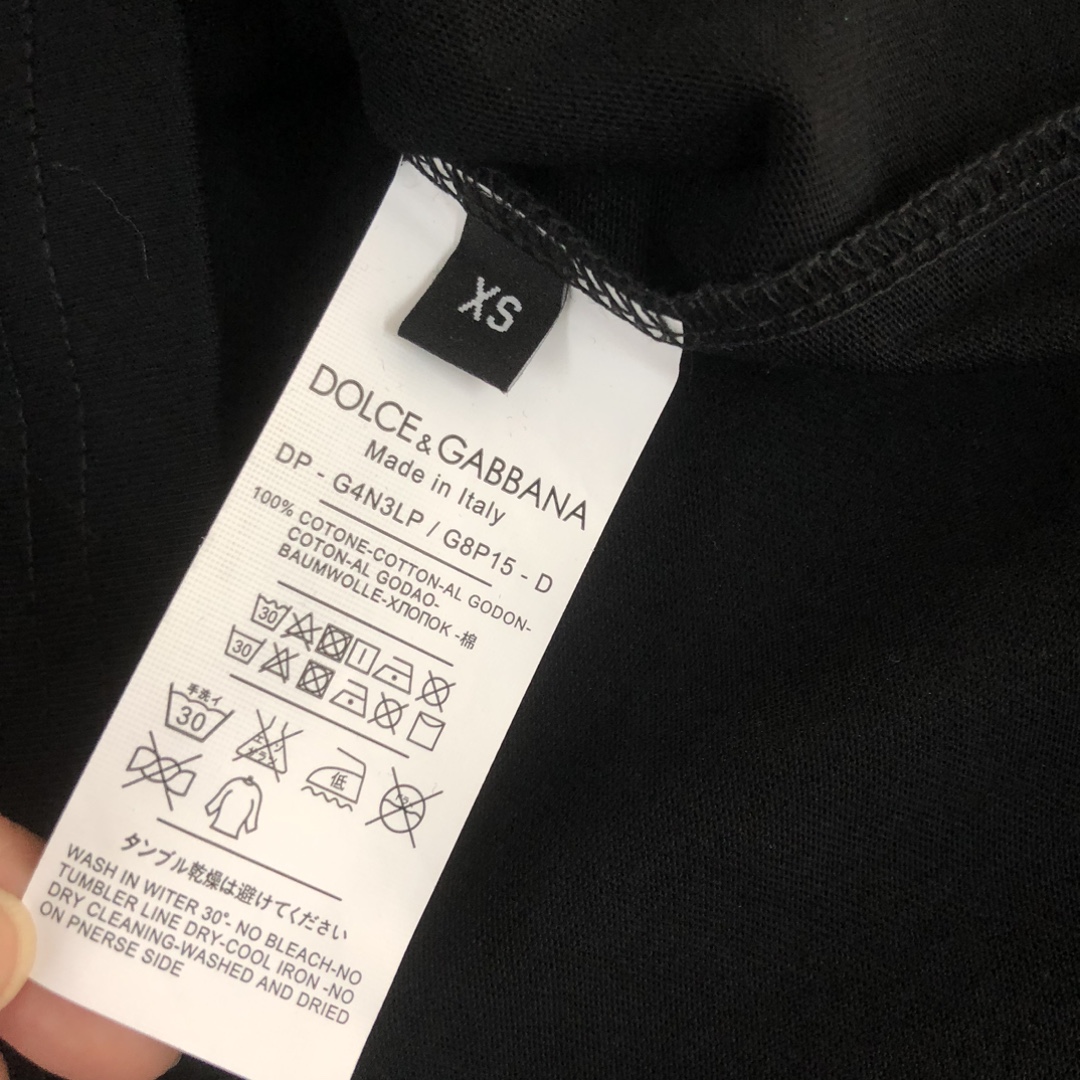 XS
DOLCE&GABBANA
Made in Italy
DP - G4N3LP / G8P15 - D
100% COTONE-COTTON-AL GODON-
COTON-AL GODAO-
BAUMWOLLE-ХЛОПОК -棉
30
30
手洗イ
30
低
タンブル乾燥は避けてください
WASH IN WITER 30°- NO BLEACH-NO
TUMBLER LINE DRY-COOL IRON -NO
DRY CLEANING-WASHED AND DRIED
ON PNERSE SIDE